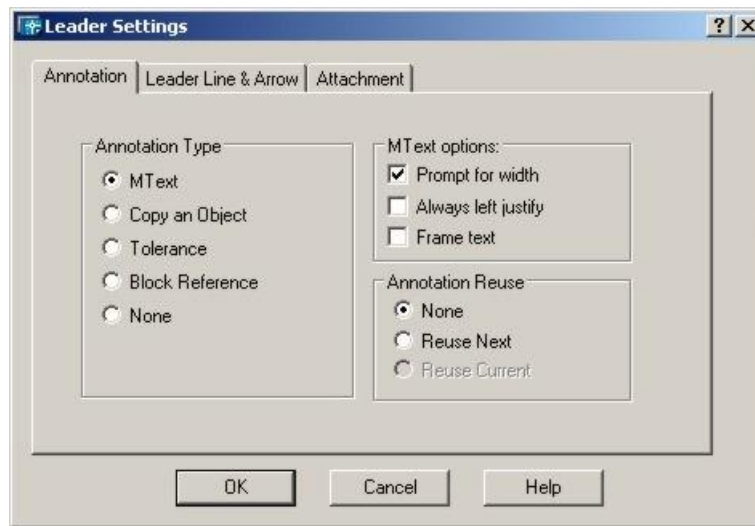 Leader Settings
Annotation
Leader Line & Arrow
Attachment
Annotation Type
MText
Copy an Object
Tolerance
Block Reference
None
MText options:
Prompt for width
Always left justify
Frame text
Annotation Reuse
None
Reuse Next
Reuse Current
OK
Cancel
Help